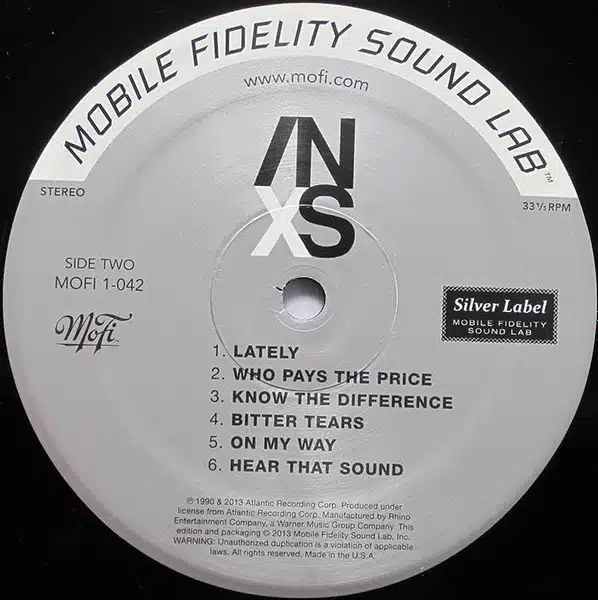 MOBILE FIDELITY SOUND LAB™
www.mofi.com
INXS
STEREO
33 1/3 RPM
SIDE TWO
MOFI 1-042
MoFi
Silver Label
MOBILE FIDELITY
SOUND LAB
1. LATELY
2. WHO PAYS THE PRICE
3. KNOW THE DIFFERENCE
4. BITTER TEARS
5. ON MY WAY
6. HEAR THAT SOUND
℗ 1990 & 2013 Atlantic Recording Corp. Produced under
license from Atlantic Recording Corp. Manufactured by Rhino
Entertainment Company, a Warner Music Group Company. This
edition and packaging © 2013 Mobile Fidelity Sound Lab, Inc.
WARNING: Unauthorized duplication is a violation of applicable
laws. All rights reserved. Made in the U.S.A.